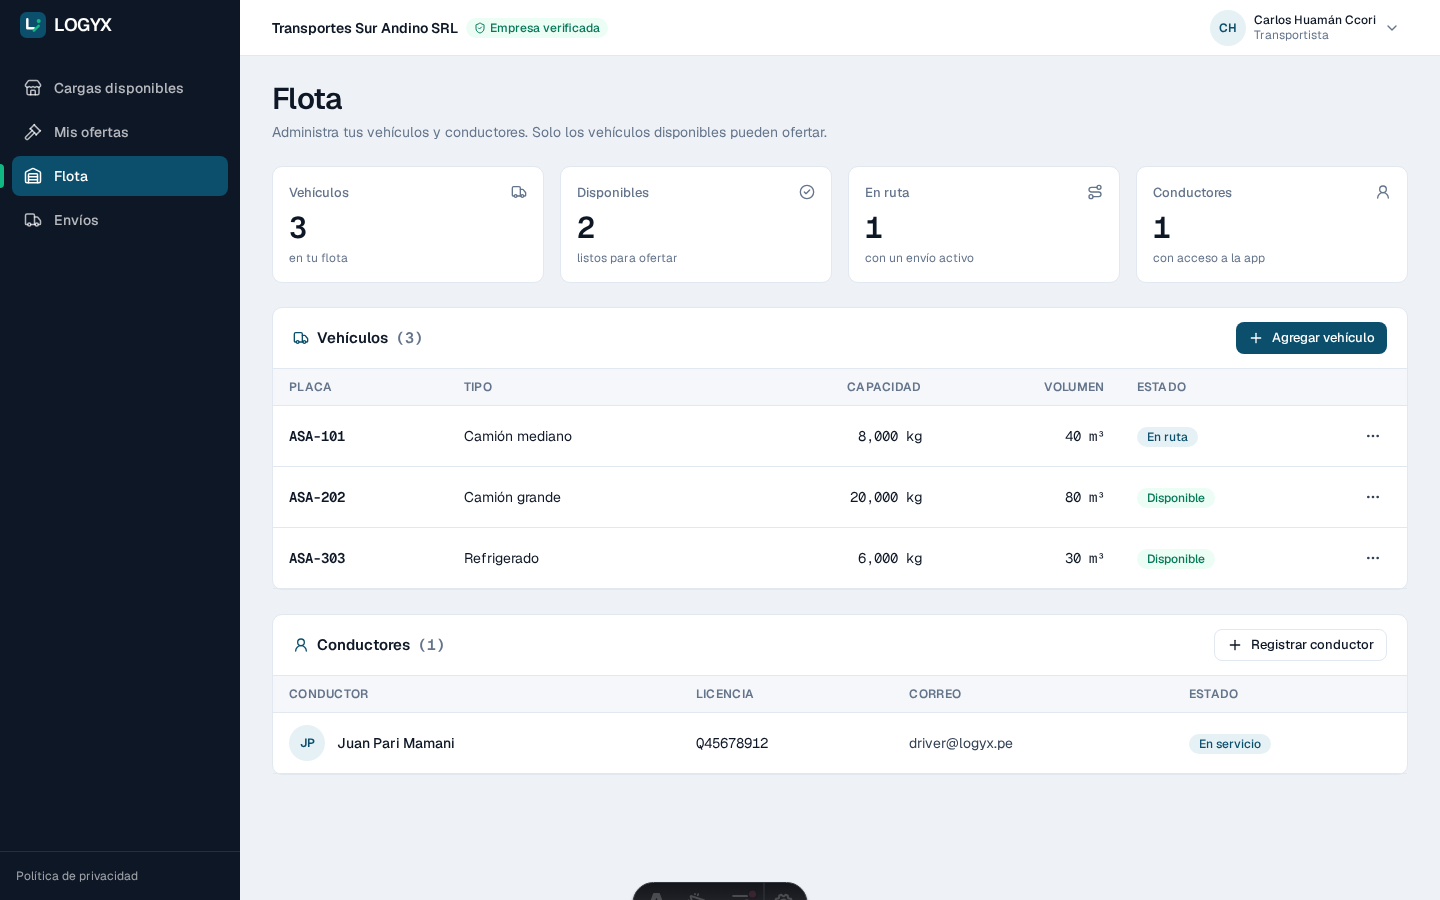 LOGYX
Transportes Sur Andino SRL
Empresa verificada
CH
Carlos Huamán Ccori
Transportista
Cargas disponibles
Mis ofertas
Flota
Envíos
Política de privacidad
Flota
Administra tus vehículos y conductores. Solo los vehículos disponibles pueden ofertar.
Vehículos
3
en tu flota
Disponibles
2
listos para ofertar
En ruta
1
con un envío activo
Conductores
1
con acceso a la app
Vehículos (3)
Agregar vehículo
PLACA TIPO CAPACIDAD VOLUMEN ESTADO
ASA-101 Camión mediano 8,000 kg 40 m³ En ruta
ASA-202 Camión grande 20,000 kg 80 m³ Disponible
ASA-303 Refrigerado 6,000 kg 30 m³ Disponible
Conductores (1)
Registrar conductor
CONDUCTOR LICENCIA CORREO ESTADO
JP Juan Pari Mamani Q45678912 driver@logyx.pe En servicio